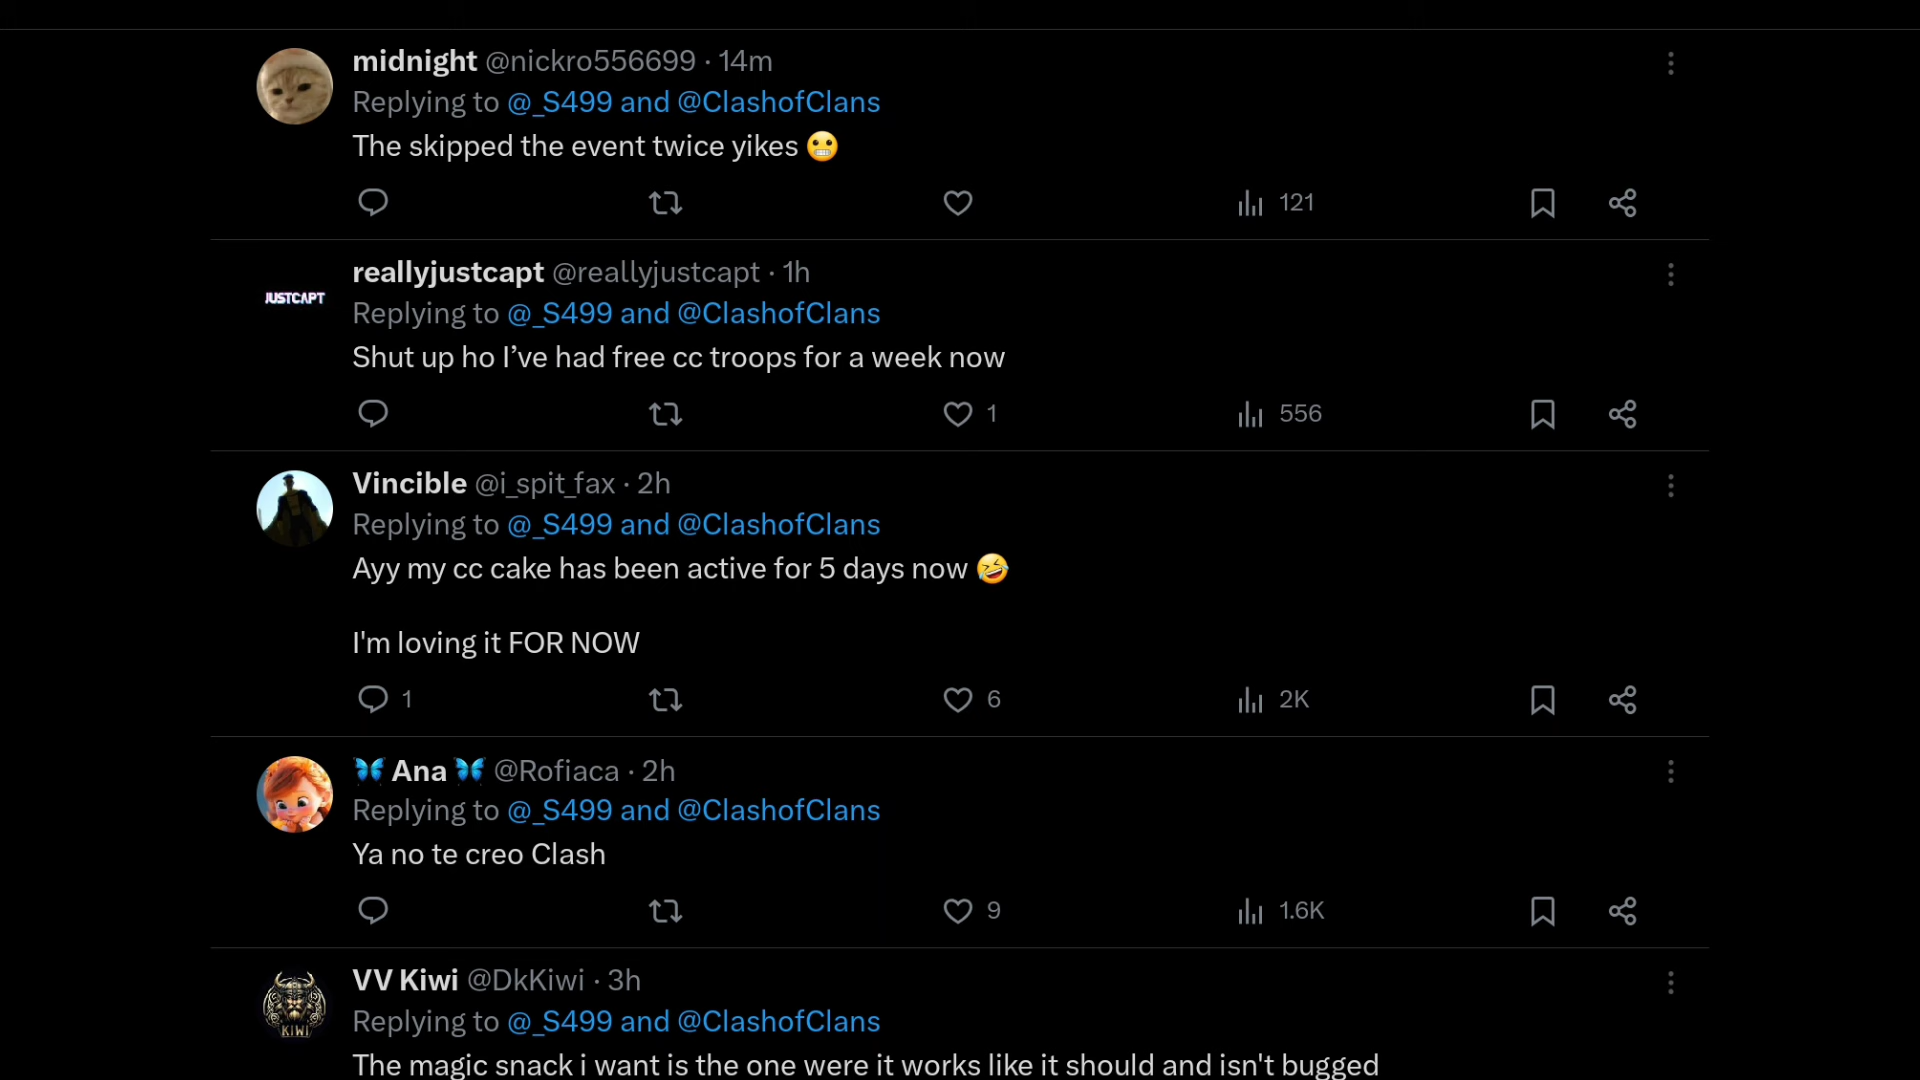 midnight @nickro556699 · 14m
Replying to @_S499 and @ClashofClans
The skipped the event twice yikes 😬
121
reallyjustcapt @reallyjustcapt · 1h
JUSTCAPT
Replying to @_S499 and @ClashofClans
Shut up ho I’ve had free cc troops for a week now
1 556
Vincible @i_spit_fax · 2h
Replying to @_S499 and @ClashofClans
Ayy my cc cake has been active for 5 days now 🤣
I'm loving it FOR NOW
1 6 2K
🦋 Ana 🦋 @Rofiaca · 2h
Replying to @_S499 and @ClashofClans
Ya no te creo Clash
9 1.6K
VV Kiwi @DkKiwi · 3h
Replying to @_S499 and @ClashofClans
KIWI
The magic snack i want is the one were it works like it should and isn't bugged